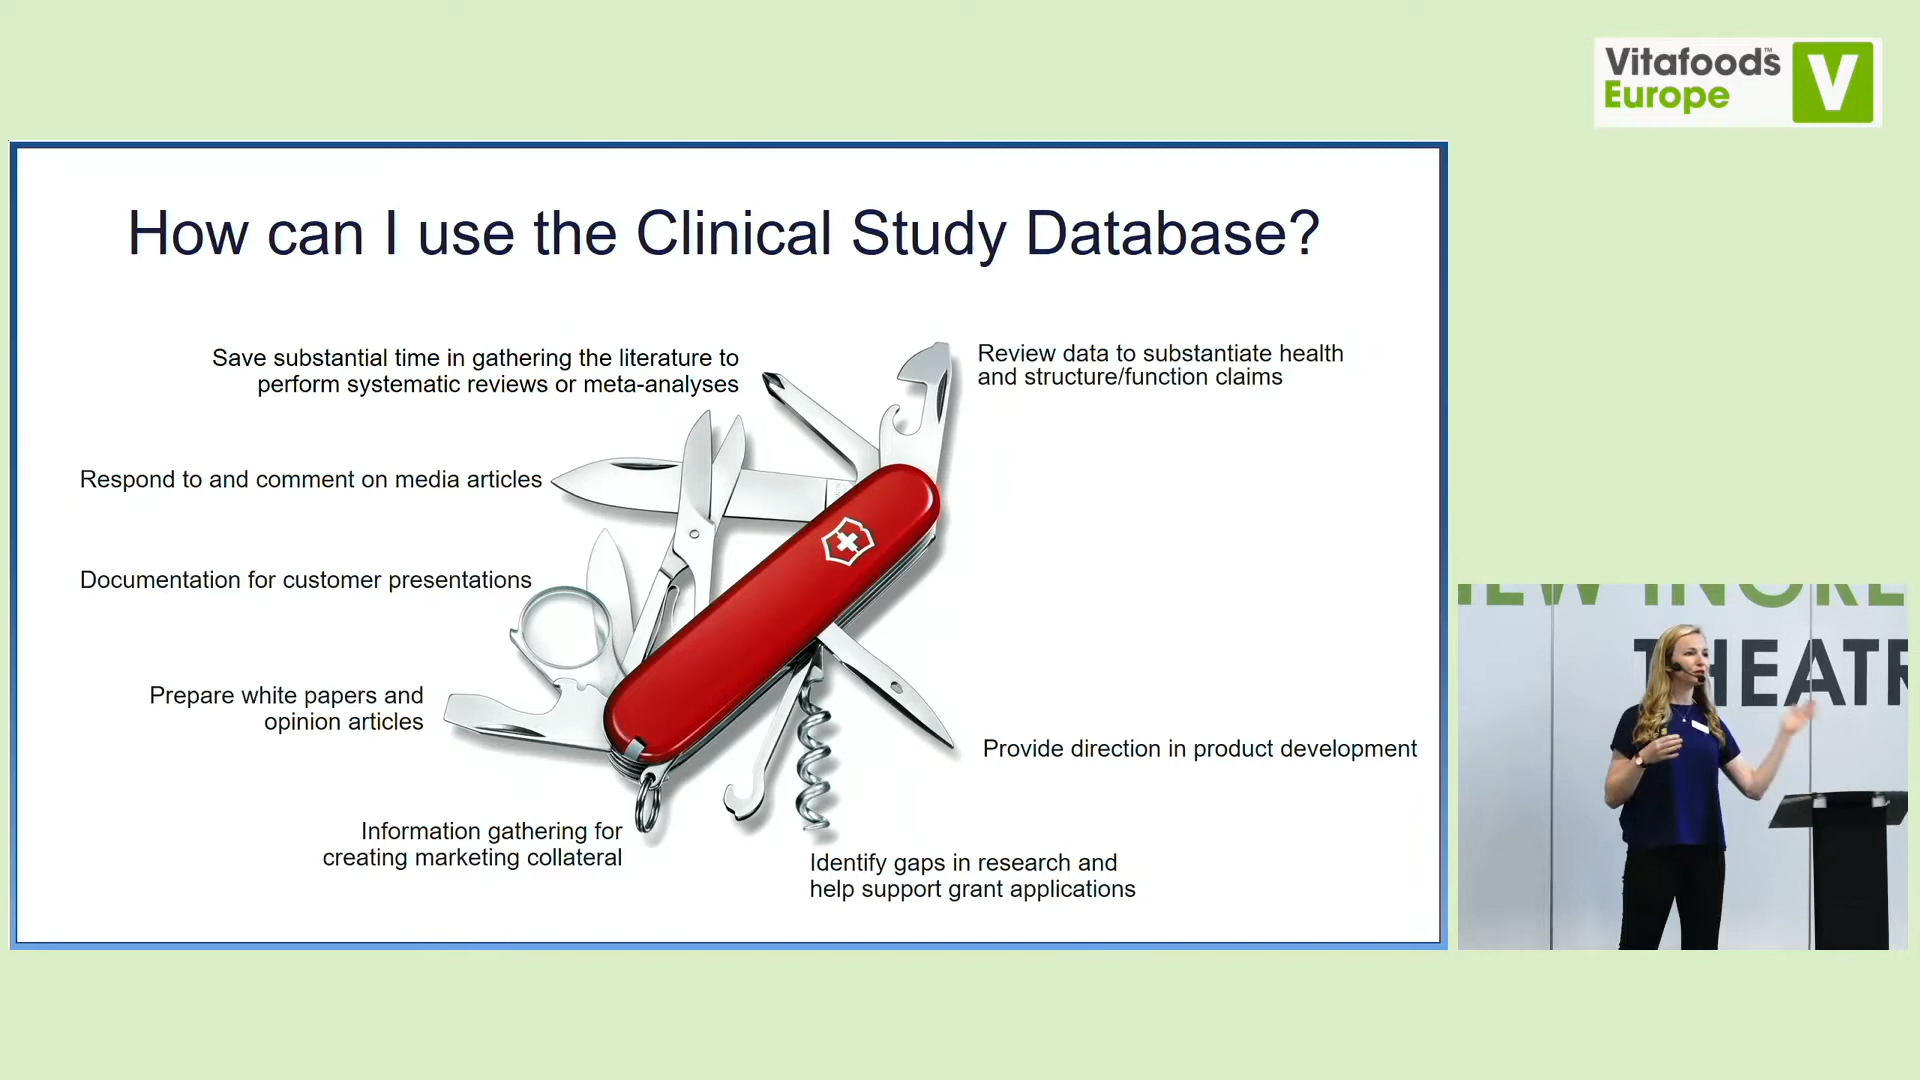 Vitafoods™
Europe
V
How can I use the Clinical Study Database?
Save substantial time in gathering the literature to
perform systematic reviews or meta-analyses
Review data to substantiate health
and structure/function claims
Respond to and comment on media articles
Documentation for customer presentations
Prepare white papers and
opinion articles
Provide direction in product development
Information gathering for
creating marketing collateral
Identify gaps in research and
help support grant applications
NEW INGRE
THEATR